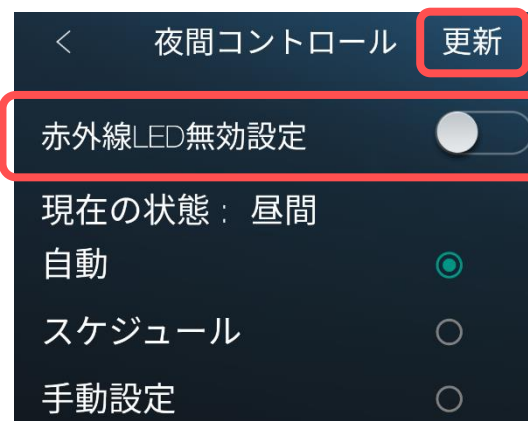 夜間コントロール 更新
赤外線LED無効設定
現在の状態： 昼間
自動
スケジュール
手動設定